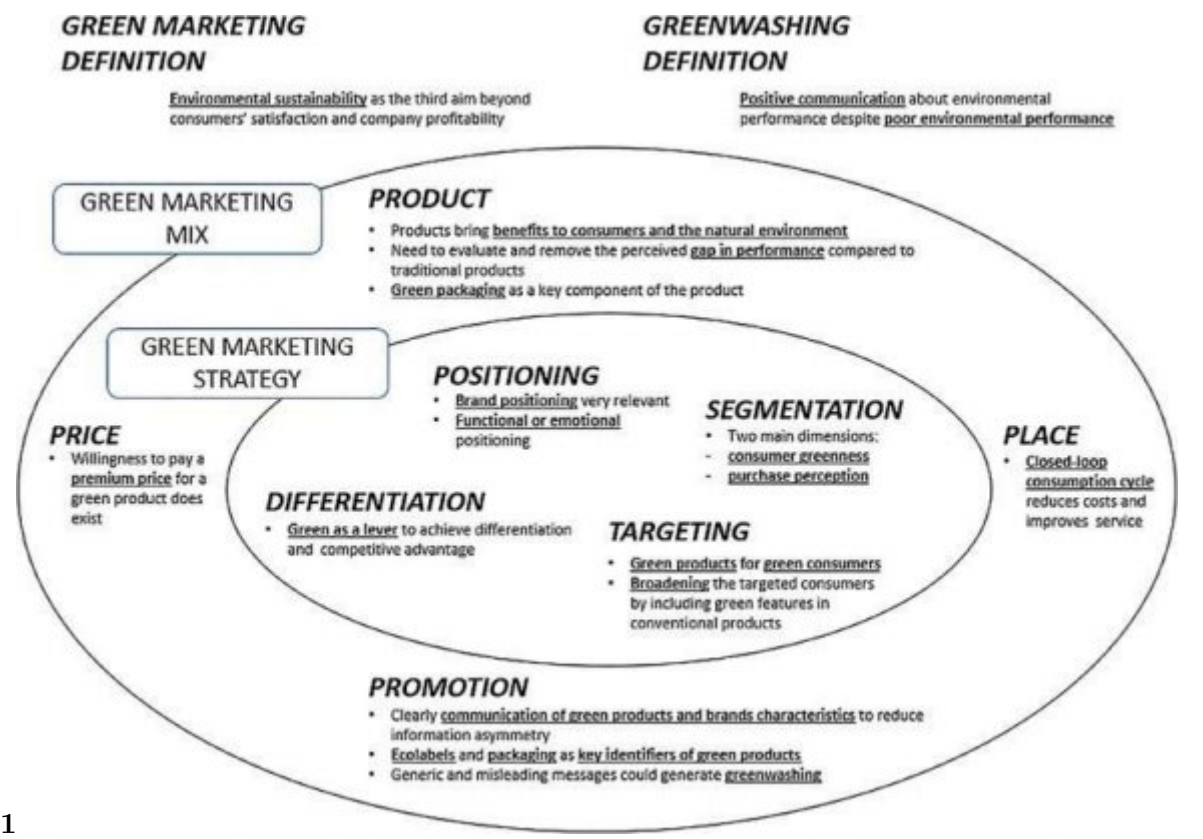 GREEN MARKETING
DEFINITION
Environmental sustainability as the third aim beyond
consumers' satisfaction and company profitability
GREENWASHING
DEFINITION
Positive communication about environmental
performance despite poor environmental performance
GREEN MARKETING
MIX
PRODUCT
• Products bring benefits to consumers and the natural environment
• Need to evaluate and remove the perceived gap in performance compared to
traditional products
• Green packaging as a key component of the product
GREEN MARKETING
STRATEGY
POSITIONING
• Brand positioning very relevant
• Functional or emotional
positioning
SEGMENTATION
• Two main dimensions:
- consumer greenness
- purchase perception
PRICE
• Willingness to pay a
premium price for a
green product does
exist
PLACE
• Closed-loop
consumption cycle
reduces costs and
improves service
DIFFERENTIATION
• Green as a lever to achieve differentiation
and competitive advantage
TARGETING
• Green products for green consumers
• Broadening the targeted consumers
by including green features in
conventional products
PROMOTION
• Clearly communication of green products and brands characteristics to reduce
information asymmetry
• Ecolabels and packaging as key identifiers of green products
• Generic and misleading messages could generate greenwashing
1